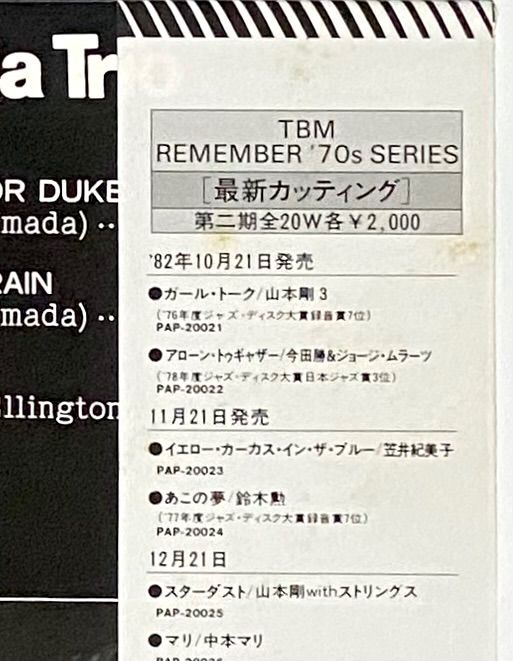 a Tr
OR DUKE
mada) ··
RAIN
mada) ··
llington
TBM
REMEMBER '70s SERIES
[最新カッティング]
第二期全20W各￥2,000
'82年10月21日発売
●ガール・トーク/山本剛3
('76年度ジャズ・ディスク大賞録音賞7位)
PAP-20021
●アローン・トゥギャザー/今田勝&ジョージ・ムラーツ
('78年度ジャズ・ディスク大賞日本ジャズ賞3位)
PAP-20022
11月21日発売
●イエロー・カーカス・イン・ザ・ブルー/笠井紀美子
PAP-20023
●あこの夢/鈴木勲
('77年度ジャズ・ディスク大賞録音賞7位)
PAP-20024
12月21日
●スターダスト/山本剛withストリングス
PAP-20025
●マリ/中本マリ